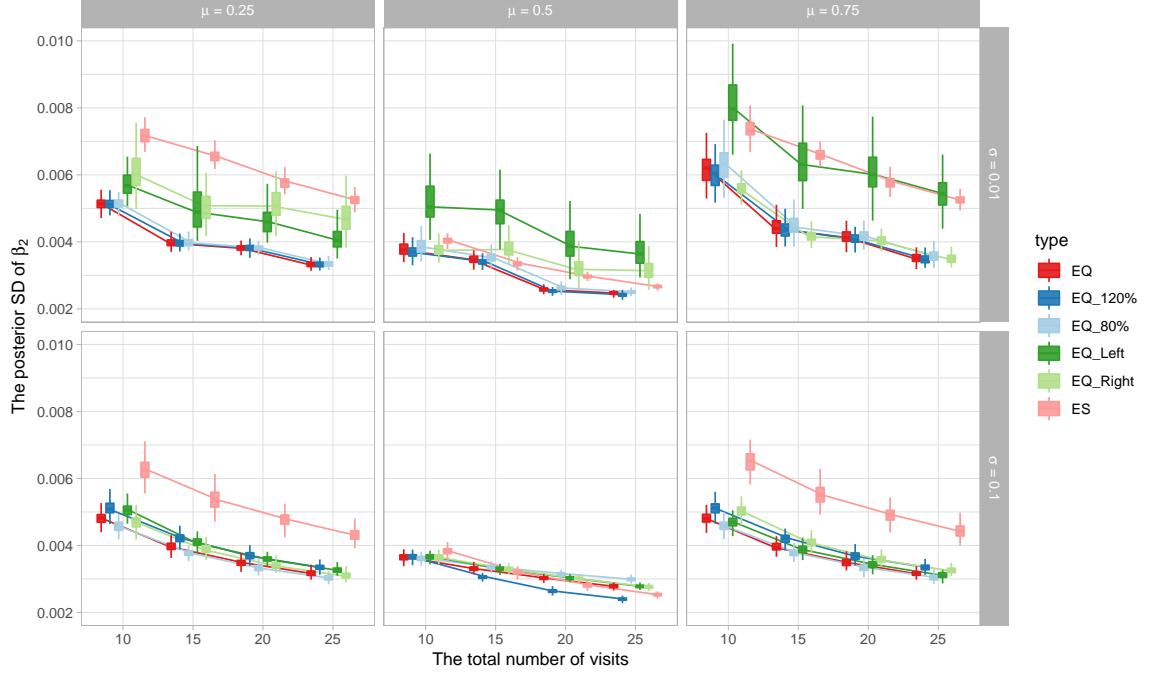 μ = 0.25
μ = 0.5
μ = 0.75
0.010
0.008
0.006
0.004
0.002
σ = 0.01
0.010
0.008
0.006
0.004
0.002
σ = 0.1
The posterior SD of β2
10 15 20 25
10 15 20 25
10 15 20 25
The total number of visits
type
EQ
EQ_120%
EQ_80%
EQ_Left
EQ_Right
ES